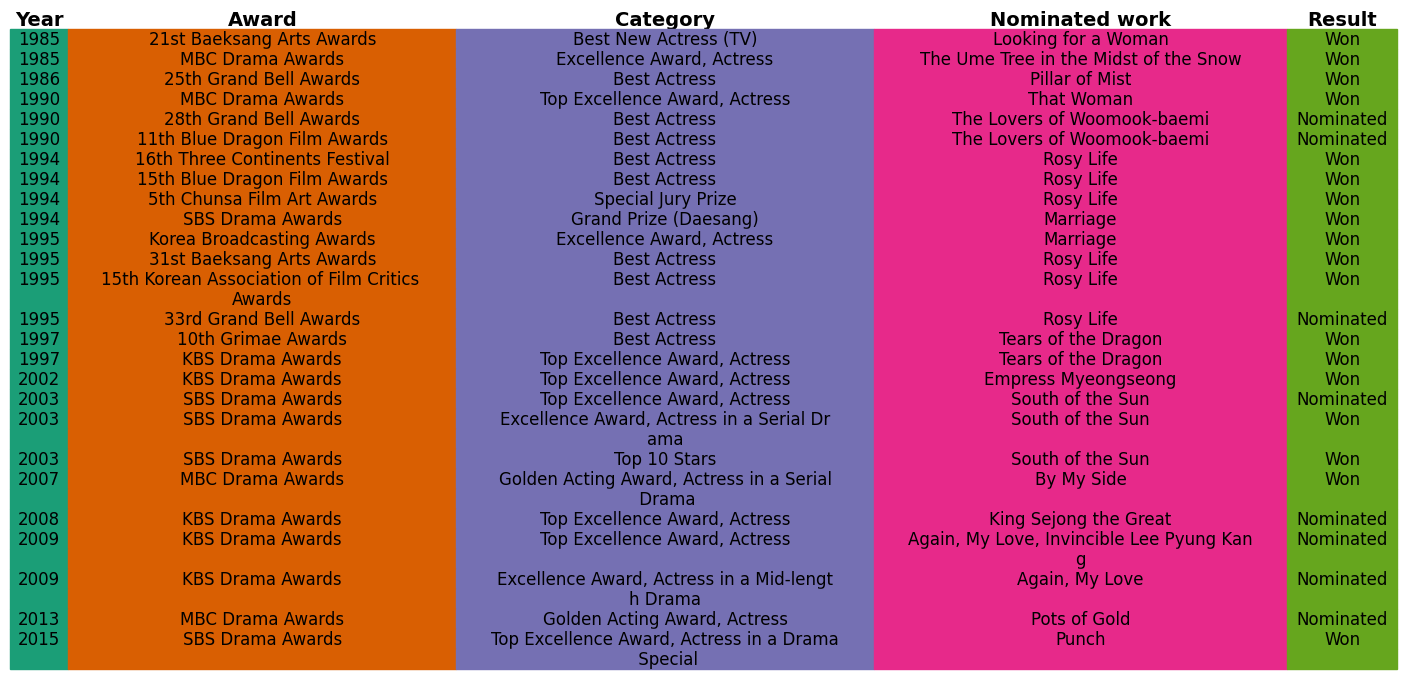 Year Award Category Nominated work Result
1985 21st Baeksang Arts Awards Best New Actress (TV) Looking for a Woman Won
1985 MBC Drama Awards Excellence Award, Actress The Ume Tree in the Midst of the Snow Won
1986 25th Grand Bell Awards Best Actress Pillar of Mist Won
1990 MBC Drama Awards Top Excellence Award, Actress That Woman Won
1990 28th Grand Bell Awards Best Actress The Lovers of Woomook-baemi Nominated
1990 11th Blue Dragon Film Awards Best Actress The Lovers of Woomook-baemi Nominated
1994 16th Three Continents Festival Best Actress Rosy Life Won
1994 15th Blue Dragon Film Awards Best Actress Rosy Life Won
1994 5th Chunsa Film Art Awards Special Jury Prize Rosy Life Won
1994 SBS Drama Awards Grand Prize (Daesang) Marriage Won
1995 Korea Broadcasting Awards Excellence Award, Actress Marriage Won
1995 31st Baeksang Arts Awards Best Actress Rosy Life Won
1995 15th Korean Association of Film Critics Best Actress Rosy Life Won
Awards
1995 33rd Grand Bell Awards Best Actress Rosy Life Nominated
1997 10th Grimae Awards Best Actress Tears of the Dragon Won
1997 KBS Drama Awards Top Excellence Award, Actress Tears of the Dragon Won
2002 KBS Drama Awards Top Excellence Award, Actress Empress Myeongseong Won
2003 SBS Drama Awards Top Excellence Award, Actress South of the Sun Nominated
2003 SBS Drama Awards Excellence Award, Actress in a Serial Dr South of the Sun Won
ama
2003 SBS Drama Awards Top 10 Stars South of the Sun Won
2007 MBC Drama Awards Golden Acting Award, Actress in a Serial By My Side Won
Drama
2008 KBS Drama Awards Top Excellence Award, Actress King Sejong the Great Nominated
2009 KBS Drama Awards Top Excellence Award, Actress Again, My Love, Invincible Lee Pyung Kan Nominated
g
2009 KBS Drama Awards Excellence Award, Actress in a Mid-lengt Again, My Love Nominated
h Drama
2013 MBC Drama Awards Golden Acting Award, Actress Pots of Gold Nominated
2015 SBS Drama Awards Top Excellence Award, Actress in a Drama Punch Won
Special